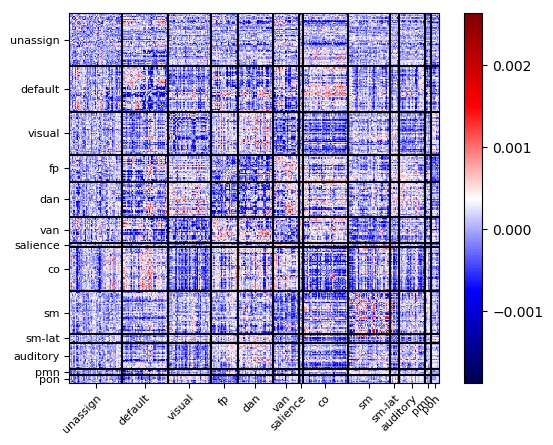 unassign
default
visual
fp
dan
van
salience
co
sm
sm-lat
auditory
pmn
pon
unassign
default
visual
fp
dan
van
salience
co
sm
sm-lat
auditory
pmn
pon
0.002
0.001
0.000
−0.001